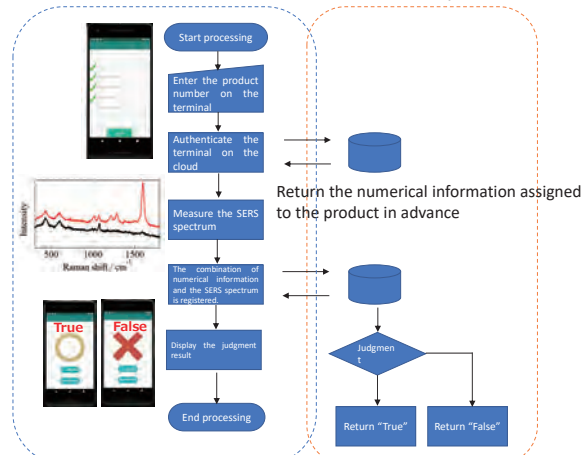 Start processing
Enter the product
number on the
terminal
Authenticate the
terminal on the
cloud
Return the numerical information assigned
to the product in advance
Measure the SERS
spectrum
Intensity
500
1000
1500
Raman shift / cm⁻¹
The combination of
numerical information
and the SERS spectrum
is registered.
True
False
Display the judgment
result
Judgmen
t
End processing
Return "True"
Return "False"